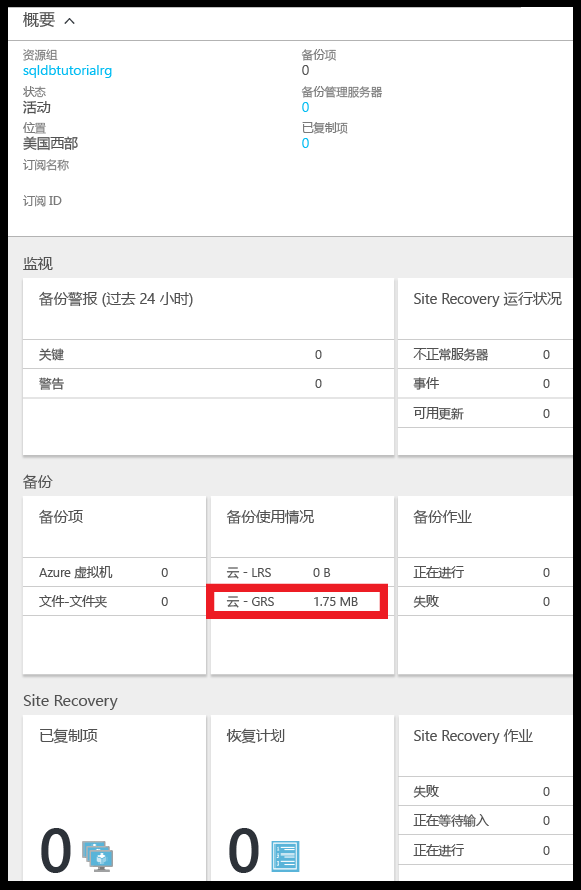 概要
资源组
sqldbtutorialrg
状态
活动
位置
美国西部
订阅名称
订阅 ID
备份项
0
备份管理服务器
0
已复制项
0
监视
备份警报 (过去 24 小时)
关键 0
警告 0
Site Recovery 运行状况
不正常服务器 0
事件 0
可用更新 0
备份
备份项
Azure 虚拟机 0
文件-文件夹 0
备份使用情况
云 - LRS 0 B
云 - GRS 1.75 MB
备份作业
正在进行 0
失败 0
Site Recovery
已复制项
0
恢复计划
0
Site Recovery 作业
失败 0
正在等待输入 0
正在进行 0